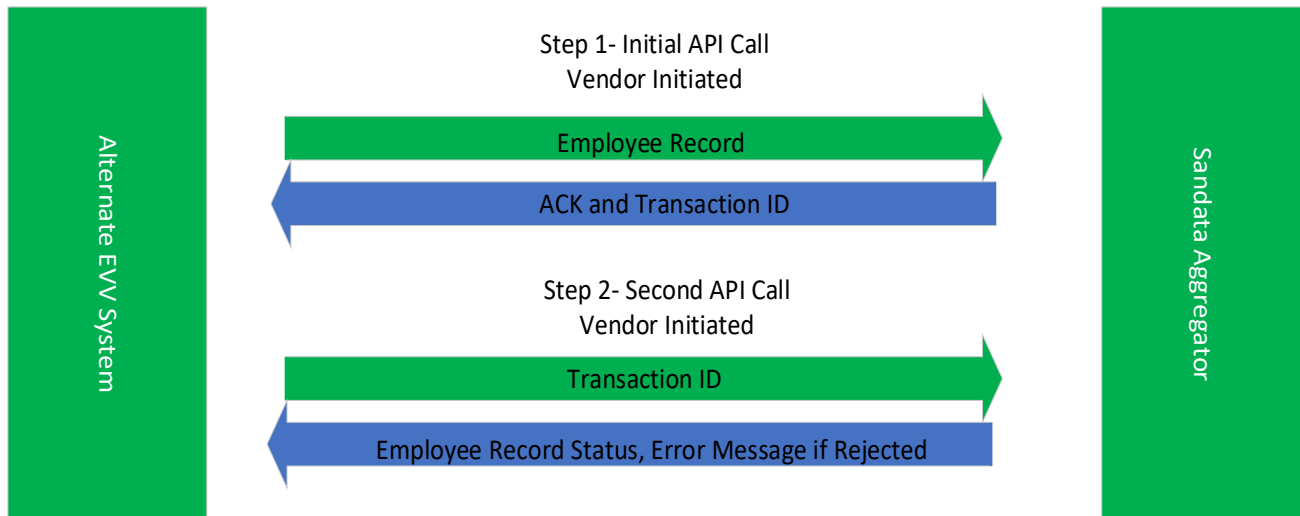 Step 1- Initial API Call
Vendor Initiated
Alternate EVV System
Employee Record
ACK and Transaction ID
Step 2- Second API Call
Vendor Initiated
Transaction ID
Employee Record Status, Error Message if Rejected
Sandata Aggregator